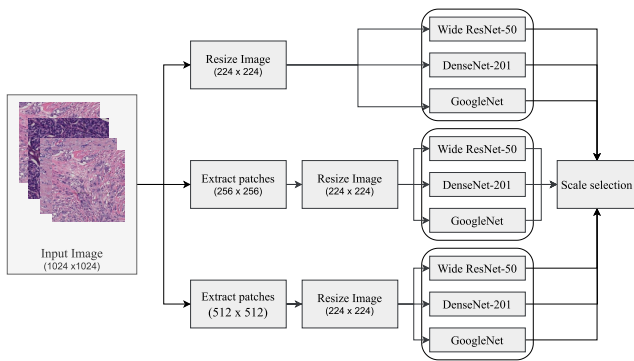 Resize Image
(224 x 224)
Wide ResNet-50
DenseNet-201
GoogleNet
Input Image
(1024 x1024)
Extract patches
(256 x 256)
Resize Image
(224 x 224)
Wide ResNet-50
DenseNet-201
GoogleNet
Scale selection
Extract patches
(512 x 512)
Resize Image
(224 x 224)
Wide ResNet-50
DenseNet-201
GoogleNet